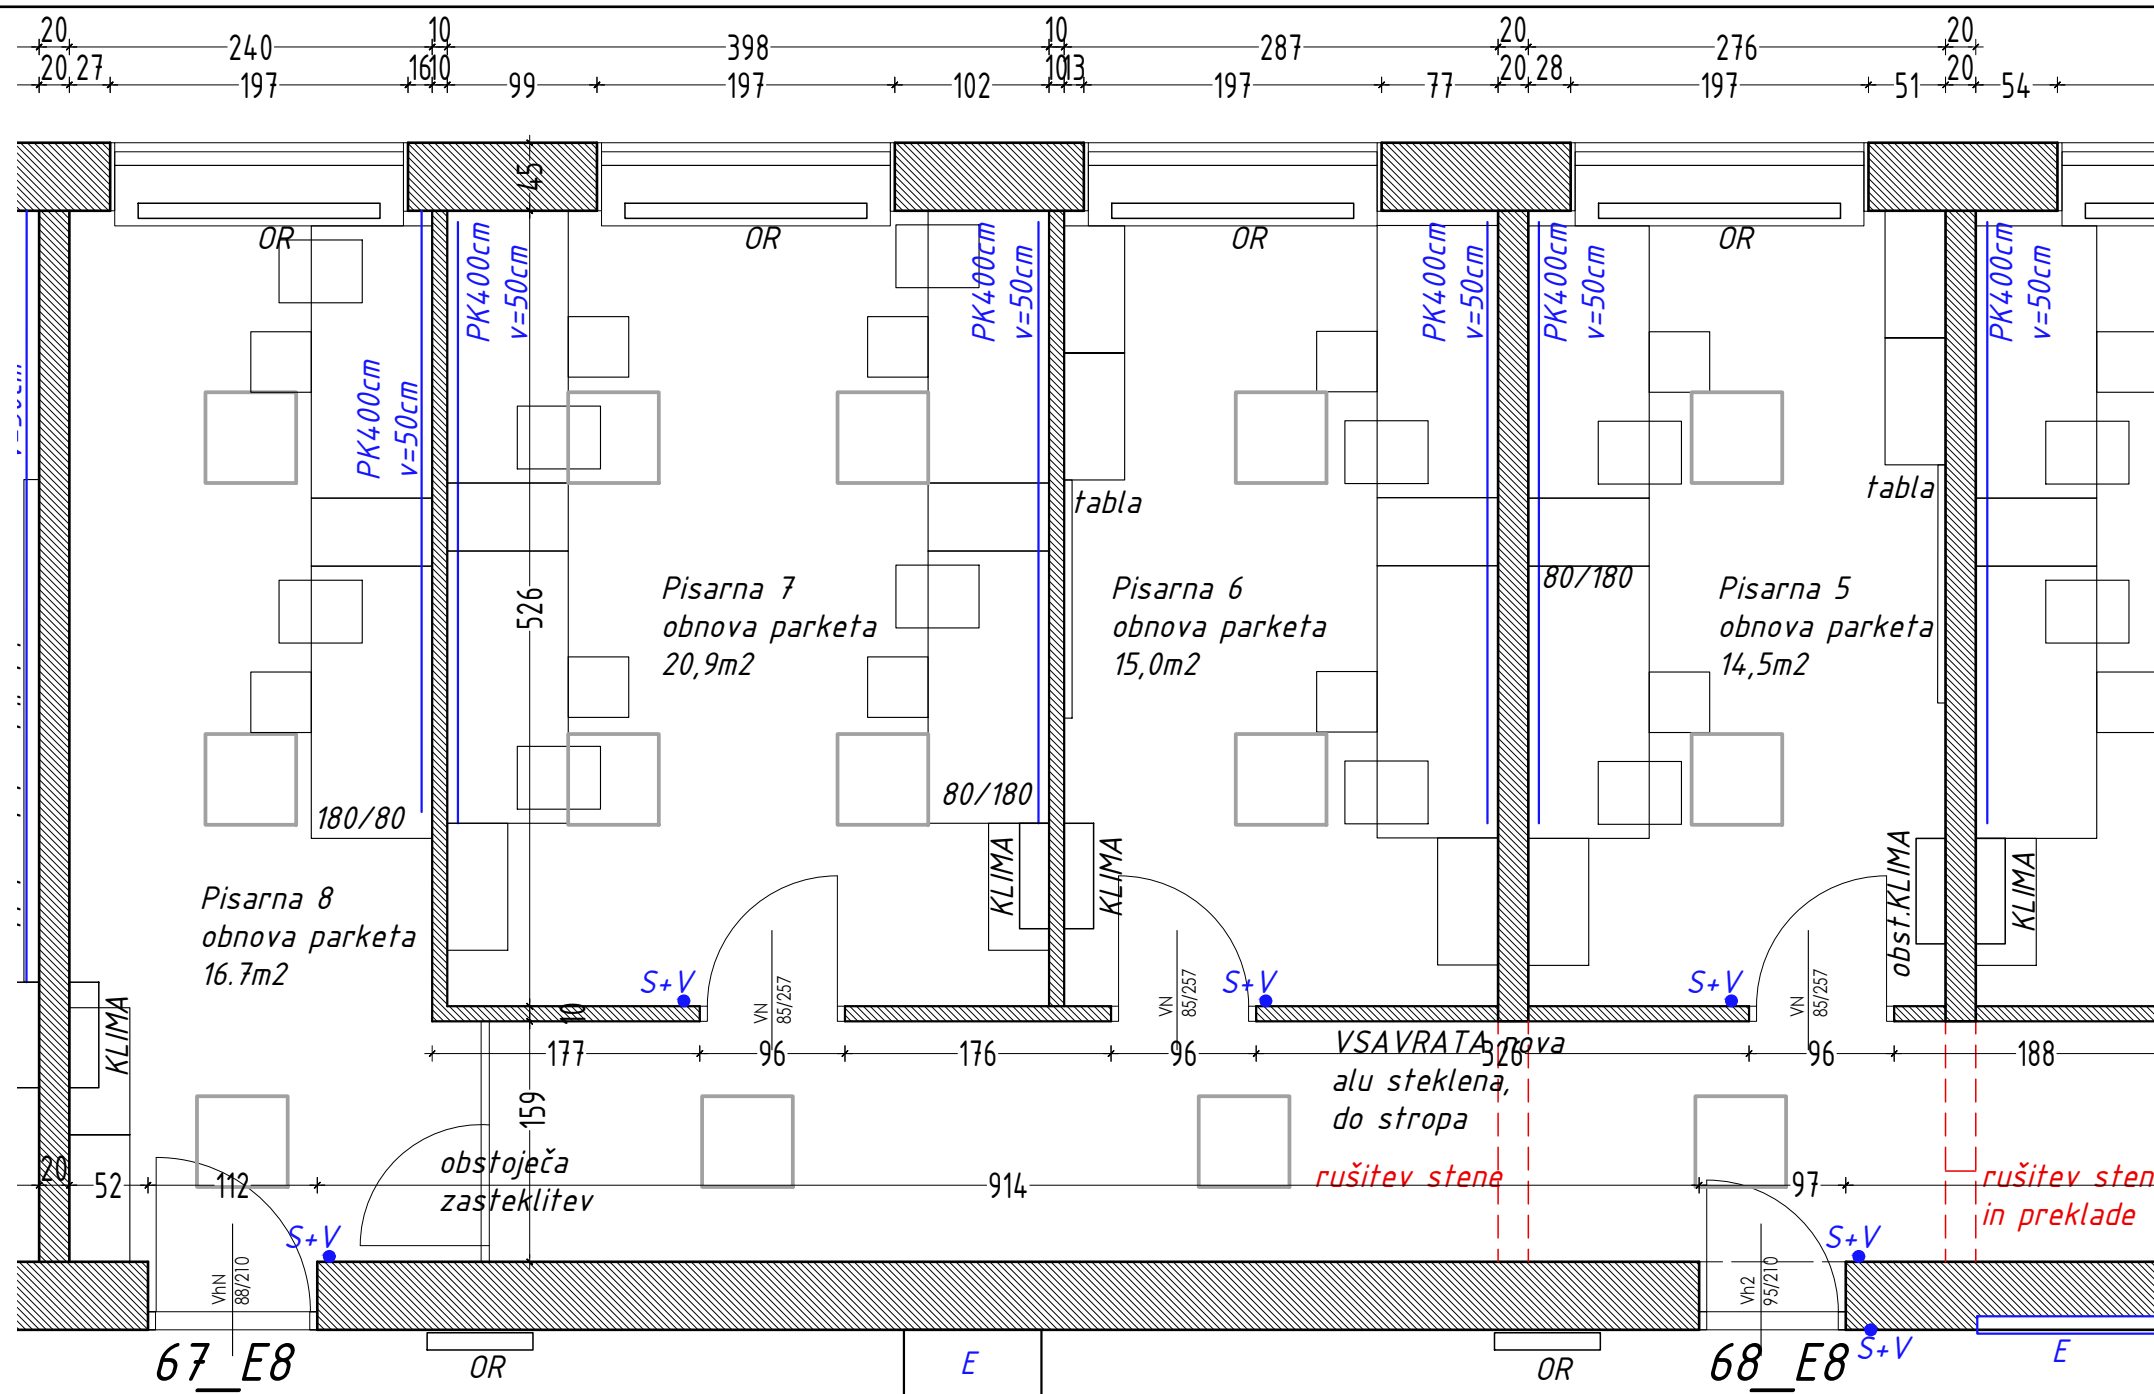 20 240 10 398 10 287 20 276 20
20 27 197 16 10 99 197 102 10 13 197 77 20 28 197 51 20 54
45
OR
OR
OR
OR
PK400cm
v=50cm
PK400cm
v=50cm
PK400cm
v=50cm
PK400cm
v=50cm
PK400cm
v=50cm
PK400cm
v=50cm
tabla
tabla
526
80/180
Pisarna 7
obnova parketa
20,9m2
Pisarna 6
obnova parketa
15,0m2
Pisarna 5
obnova parketa
14,5m2
180/80
80/180
KLIMA
KLIMA
obst.KLIMA
KLIMA
Pisarna 8
obnova parketa
16.7m2
S+V
S+V
S+V
VN
85/257
VN
85/257
VN
85/257
10
KLIMA
177 96 176 96 326 96 188
VSAVRATA nova
alu steklena,
do stropa
159
obstoječa
zasteklitev
rušitev stene
rušitev sten
in preklade
20 52 112 914 97
S+V
S+V
VhN
88/210
Vh2
95/210
67_E8
OR
E
OR
68_E8
S+V
E